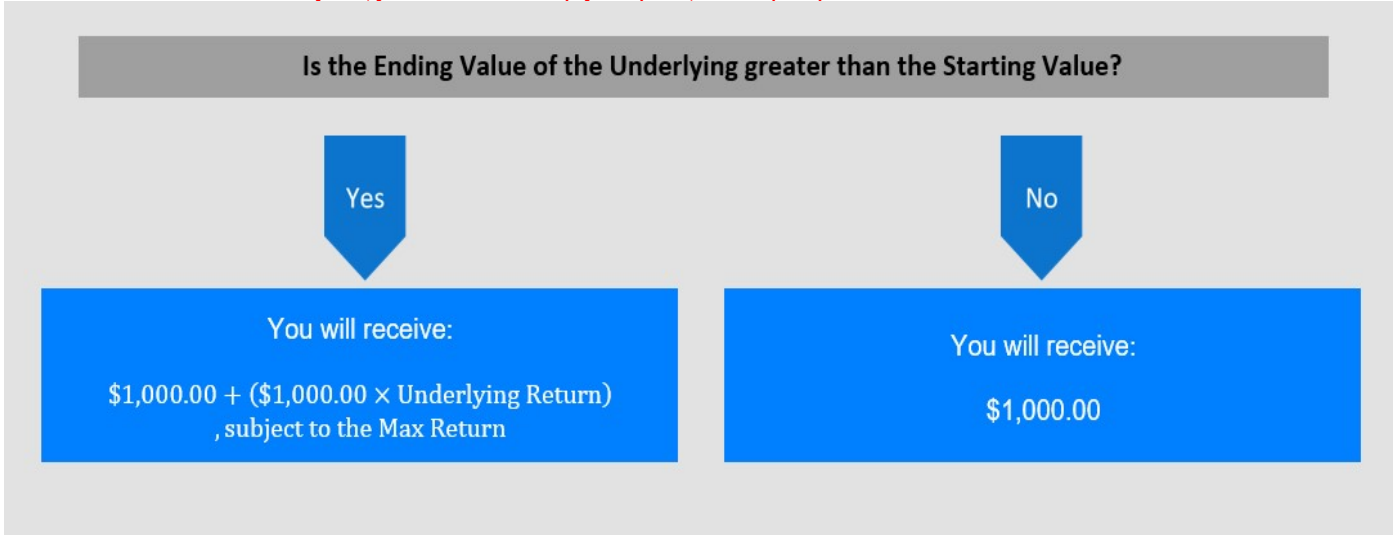 Is the Ending Value of the Underlying greater than the Starting Value?
Yes
No
You will receive:
$1,000.00 + ($1,000.00 × Underlying Return)
, subject to the Max Return
You will receive:
$1,000.00